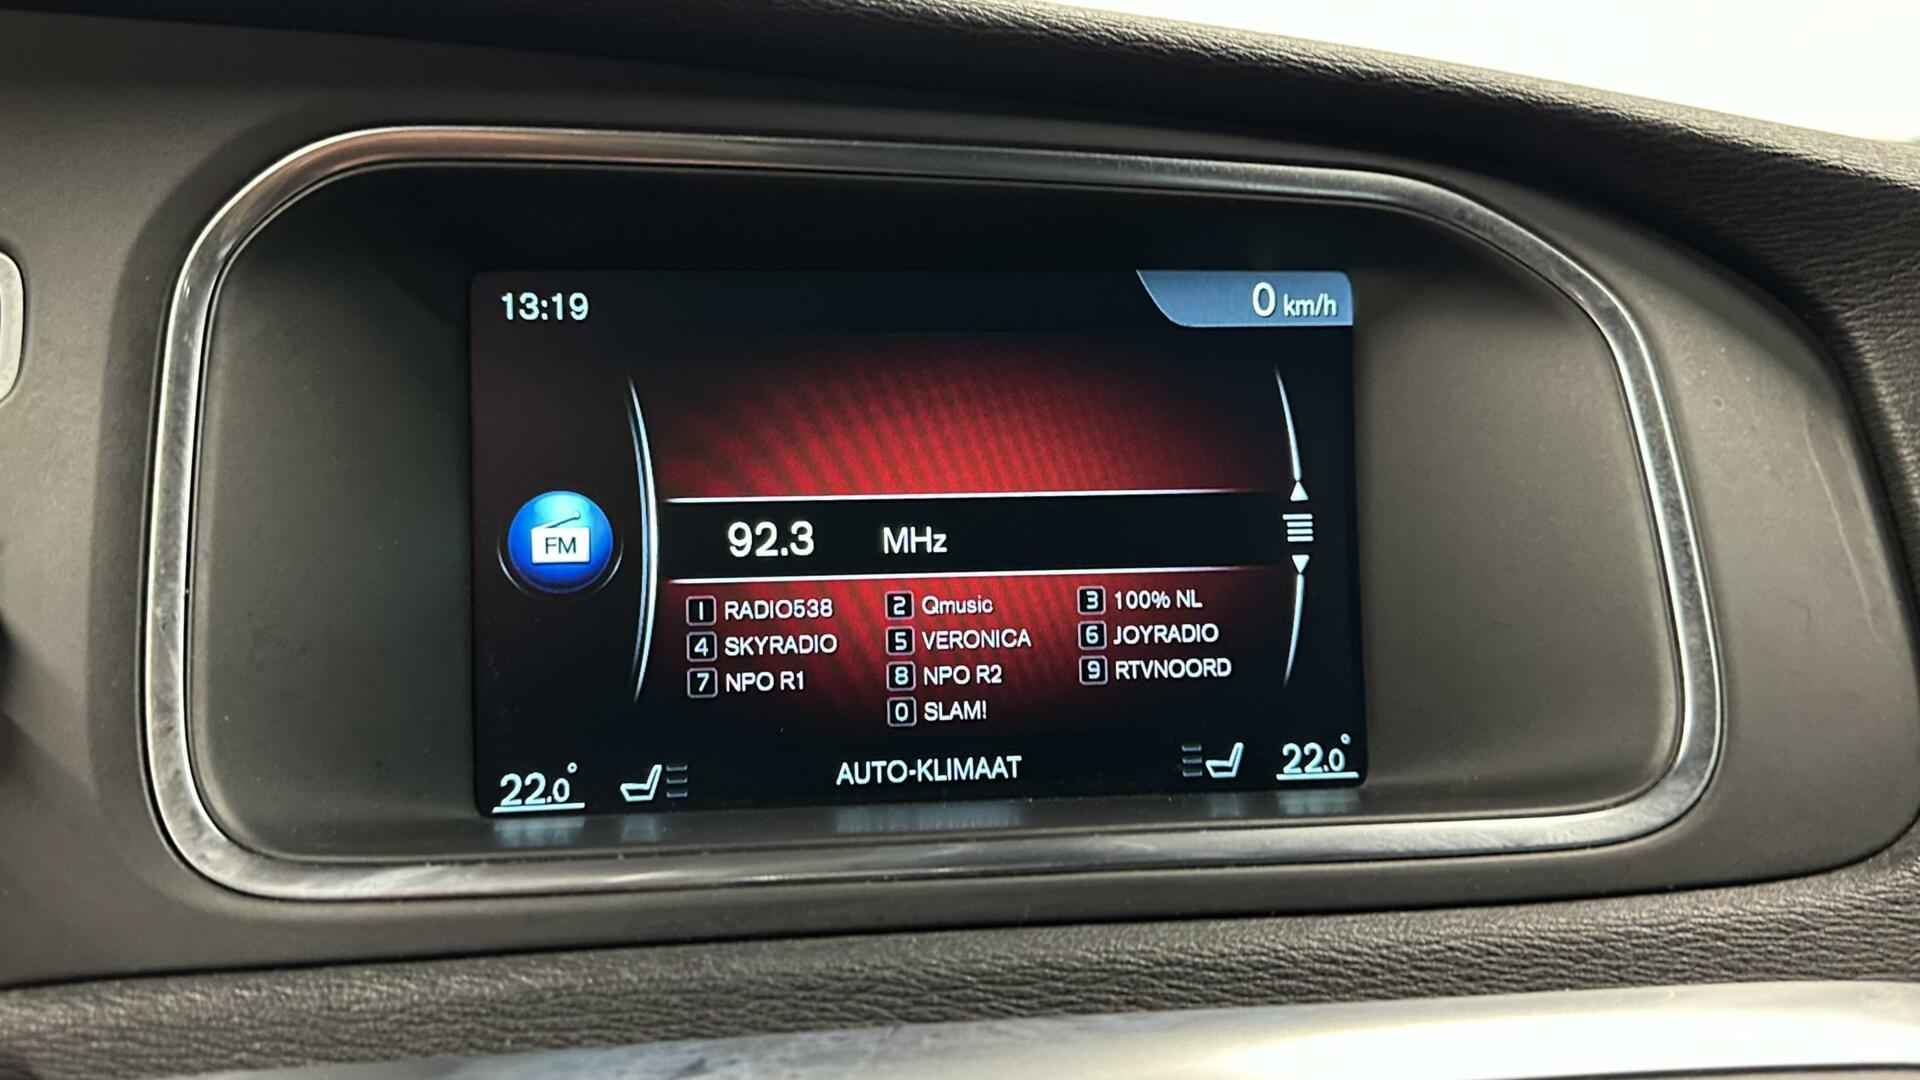 13:19 0 km/h
FM
92.3 MHz
1 RADIO538 2 Qmusic 3 100% NL
4 SKYRADIO 5 VERONICA 6 JOYRADIO
7 NPO R1 8 NPO R2 9 RTVNOORD
0 SLAM!
22.0° AUTO-KLIMAAT 22.0°